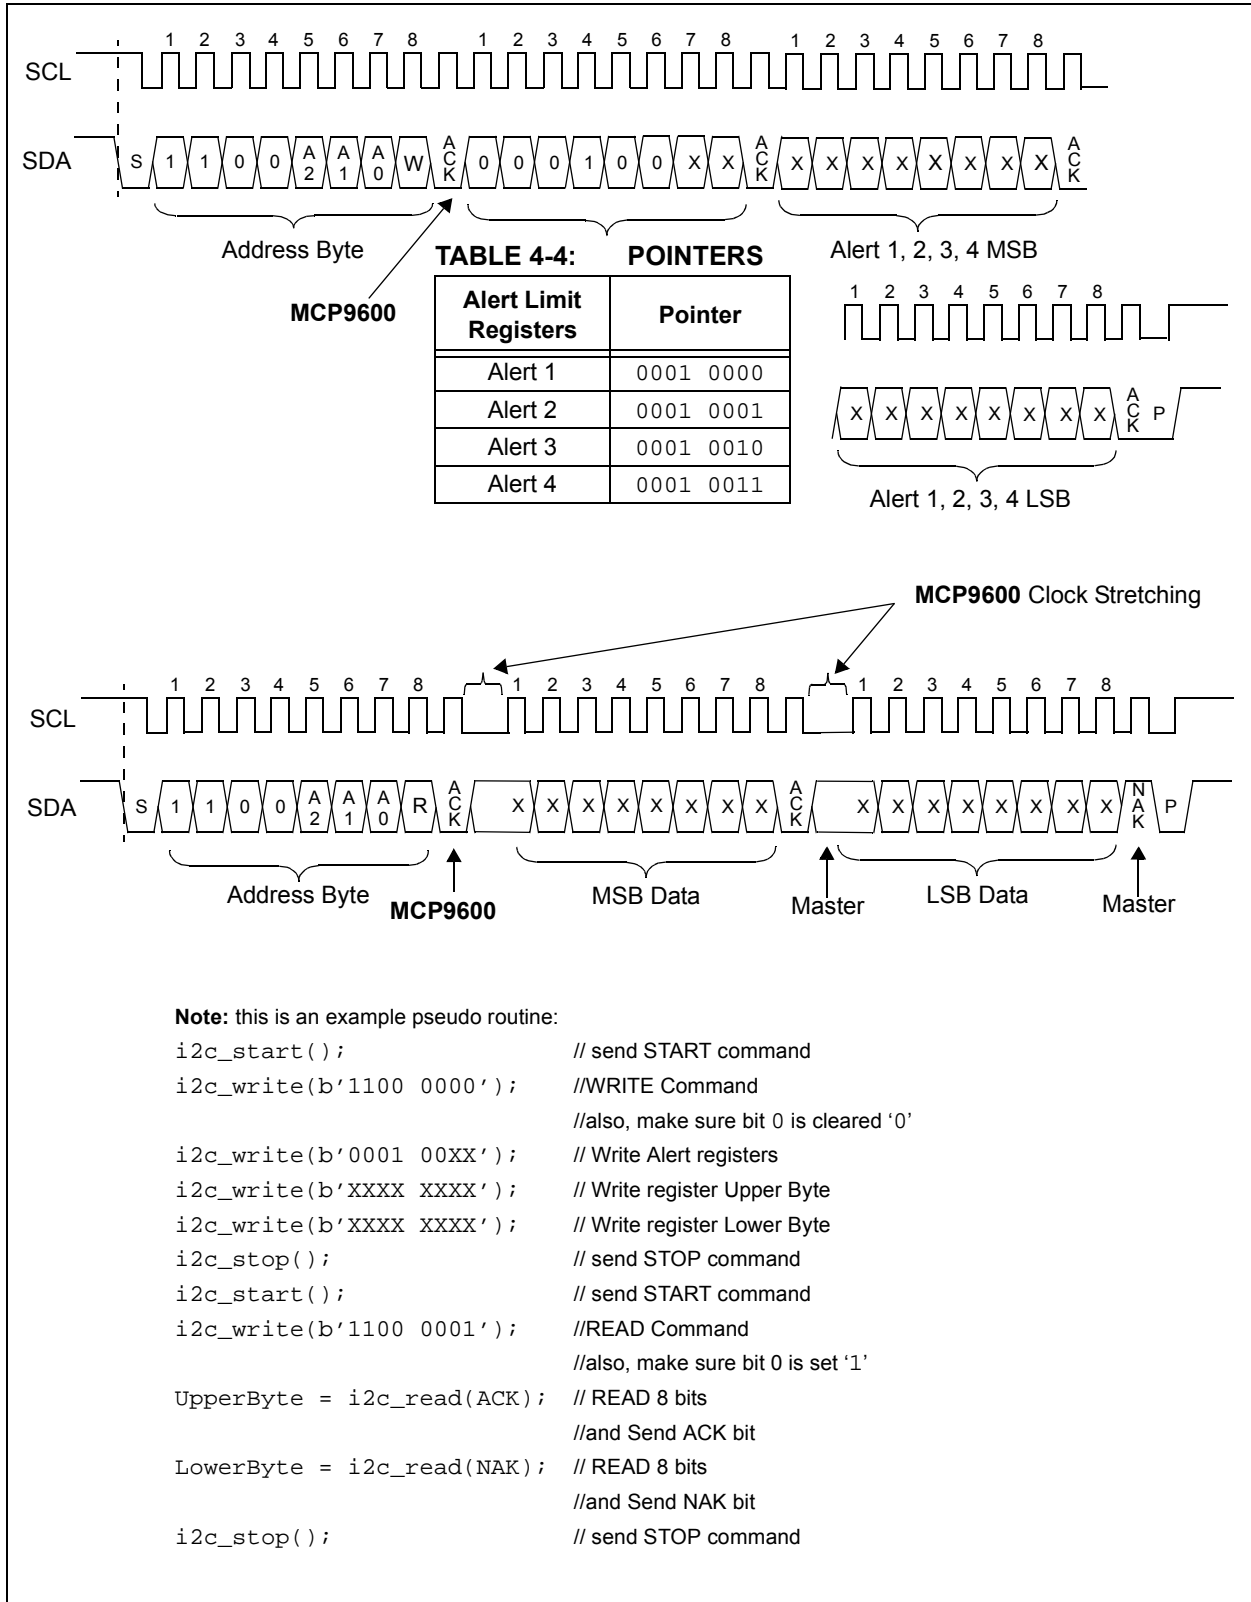 1 2 3 4 5 6 7 8 1 2 3 4 5 6 7 8 1 2 3 4 5 6 7 8
SCL
SDA S 1 1 0 0 A2 A1 A0 W ACK 0 0 0 1 0 0 X X ACK X X X X X X X X ACK
Address Byte
MCP9600
TABLE 4-4: POINTERS
Alert Limit Registers Pointer
Alert 1 0001 0000
Alert 2 0001 0001
Alert 3 0001 0010
Alert 4 0001 0011
Alert 1, 2, 3, 4 MSB
1 2 3 4 5 6 7 8
X X X X X X X X ACK P
Alert 1, 2, 3, 4 LSB
MCP9600 Clock Stretching
1 2 3 4 5 6 7 8 1 2 3 4 5 6 7 8 1 2 3 4 5 6 7 8
SCL
SDA S 1 1 0 0 A2 A1 A0 R ACK X X X X X X X X ACK X X X X X X X X NAK P
Address Byte MCP9600 MSB Data Master LSB Data Master
Note: this is an example pseudo routine:
i2c_start(); // send START command
i2c_write(b’1100 0000’); //WRITE Command
//also, make sure bit 0 is cleared ‘0’
i2c_write(b’0001 00XX’); // Write Alert registers
i2c_write(b’XXXX XXXX’); // Write register Upper Byte
i2c_write(b’XXXX XXXX’); // Write register Lower Byte
i2c_stop(); // send STOP command
i2c_start(); // send START command
i2c_write(b’1100 0001’); //READ Command
//also, make sure bit 0 is set ‘1’
UpperByte = i2c_read(ACK); // READ 8 bits
//and Send ACK bit
LowerByte = i2c_read(NAK); // READ 8 bits
//and Send NAK bit
i2c_stop(); // send STOP command